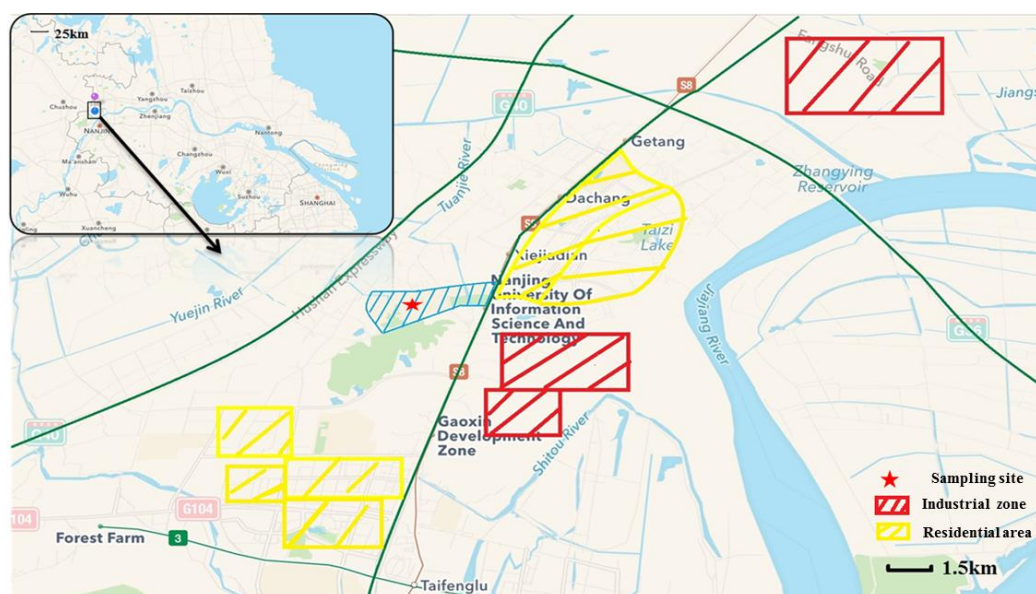 25km
Chuzhou
Yangzhou
Taizhou
Zhenjiang
NANJING
Nantong
Ma'anshan
Changzhou
Wuxi
Suzhou
Wuhu
SHANGHAI
Xuancheng
Fangshui Road
S8
G40
Jiangs
Getang
Tuanjie River
Zhangying
Reservoir
Dachang
Taizi
Lake
Xiejiadian
Hushan Expressway
Yuejin River
Nanjing
University Of
Information
Science And
Technology
Jiajiang River
S8
Gaoxin
Development
Zone
Shitou River
G40
G104
104
Forest Farm
3
Taifenglu
Sampling site
Industrial zone
Residential area
1.5km